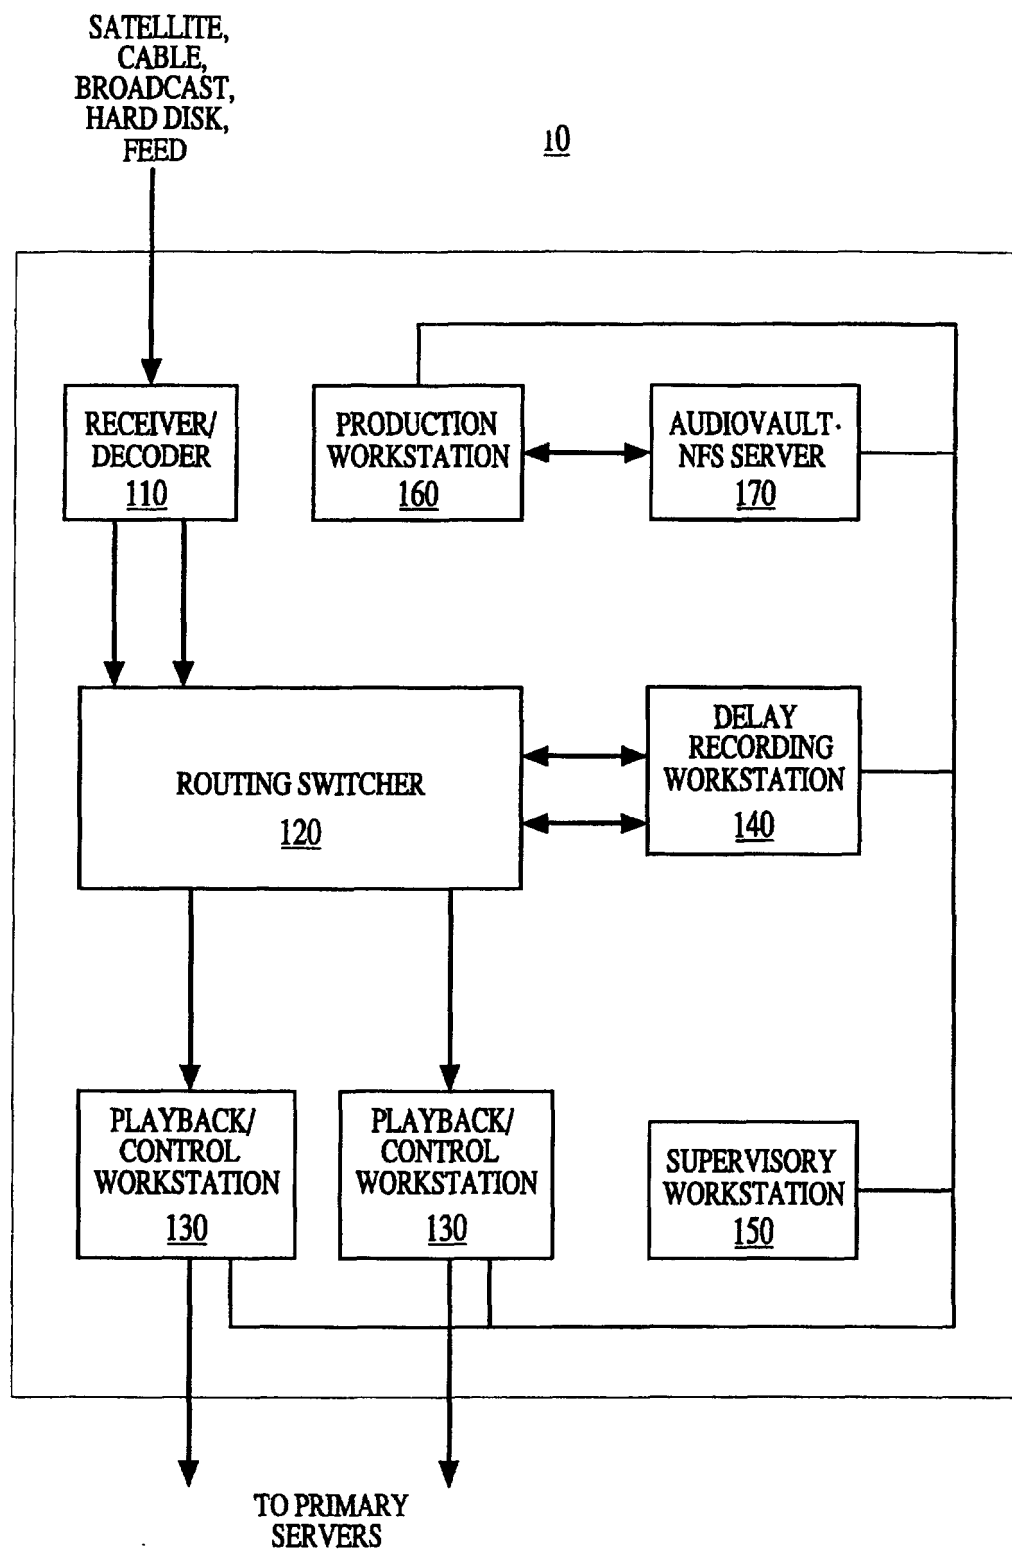 SATELLITE,
CABLE,
BROADCAST,
HARD DISK,
FEED
10
RECEIVER/
DECODER
110
PRODUCTION
WORKSTATION
160
AUDIOVAULT·
NFS SERVER
170
ROUTING SWITCHER
120
DELAY
RECORDING
WORKSTATION
140
PLAYBACK/
CONTROL
WORKSTATION
130
PLAYBACK/
CONTROL
WORKSTATION
130
SUPERVISORY
WORKSTATION
150
TO PRIMARY
SERVERS